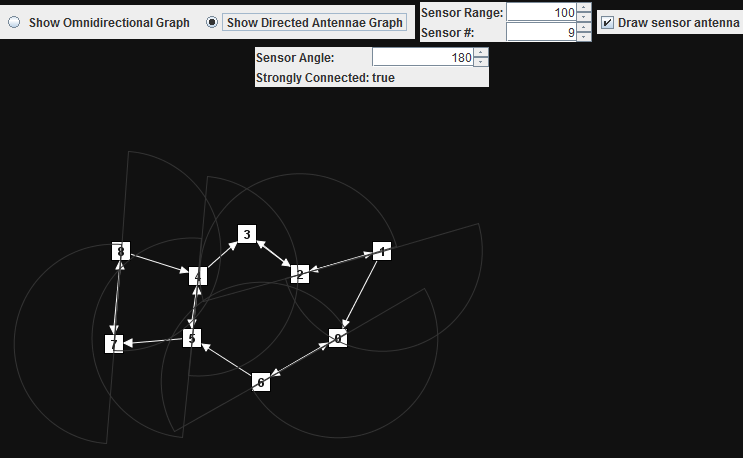 Show Omnidirectional Graph
Show Directed Antennae Graph
Sensor Range: 100
Sensor #: 9
Draw sensor antenna
Sensor Angle: 180
Strongly Connected: true
3
8
1
4
2
5
0
7
6